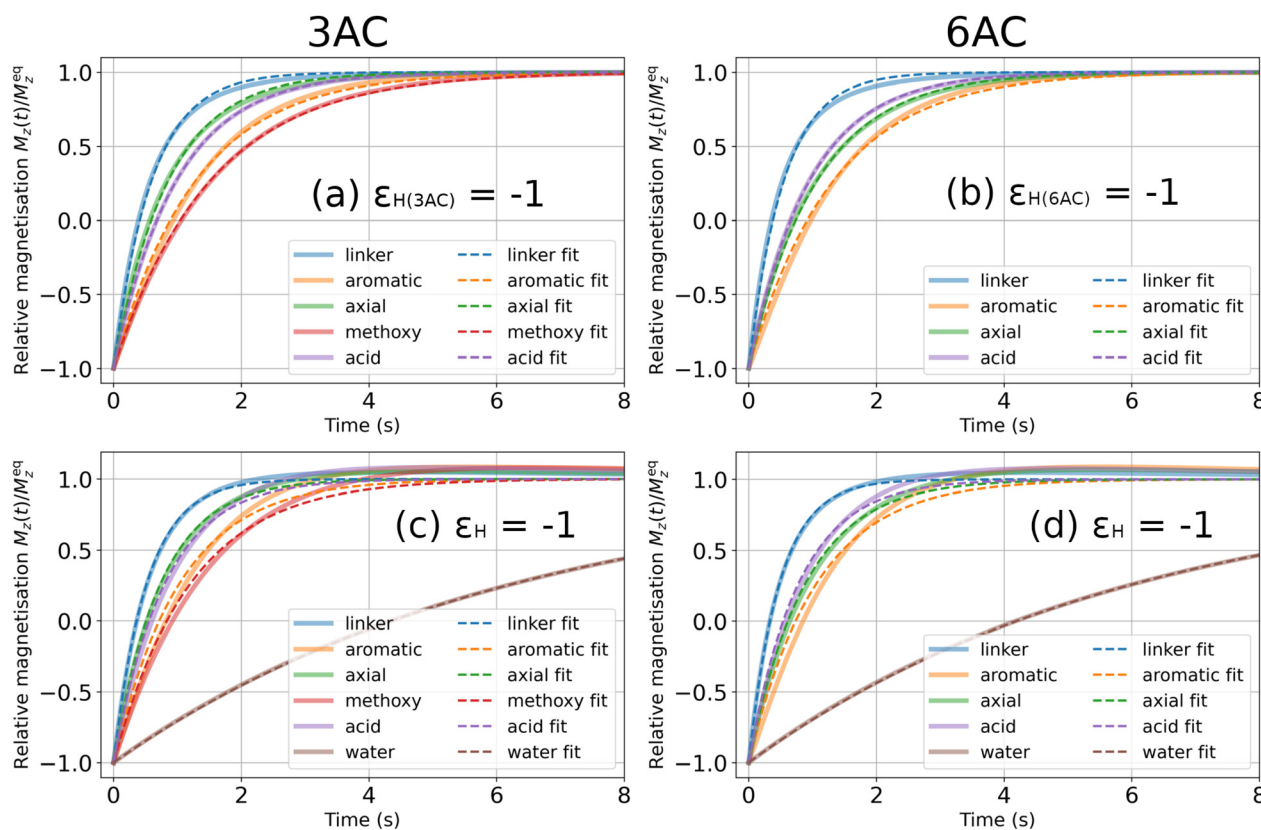 3AC
6AC
Relative magnetisation M_z(t)/M_z^eq
1.0
0.5
0.0
−0.5
−1.0
(a) ε_H(3AC) = -1
linker
linker fit
aromatic
aromatic fit
axial
axial fit
methoxy
methoxy fit
acid
acid fit
0
2
4
6
8
Time (s)
Relative magnetisation M_z(t)/M_z^eq
1.0
0.5
0.0
−0.5
−1.0
(b) ε_H(6AC) = -1
linker
linker fit
aromatic
aromatic fit
axial
axial fit
acid
acid fit
0
2
4
6
8
Time (s)
Relative magnetisation M_z(t)/M_z^eq
1.0
0.5
0.0
−0.5
−1.0
(c) ε_H = -1
linker
linker fit
aromatic
aromatic fit
axial
axial fit
methoxy
methoxy fit
acid
acid fit
water
water fit
0
2
4
6
8
Time (s)
Relative magnetisation M_z(t)/M_z^eq
1.0
0.5
0.0
−0.5
−1.0
(d) ε_H = -1
linker
linker fit
aromatic
aromatic fit
axial
axial fit
acid
acid fit
water
water fit
0
2
4
6
8
Time (s)